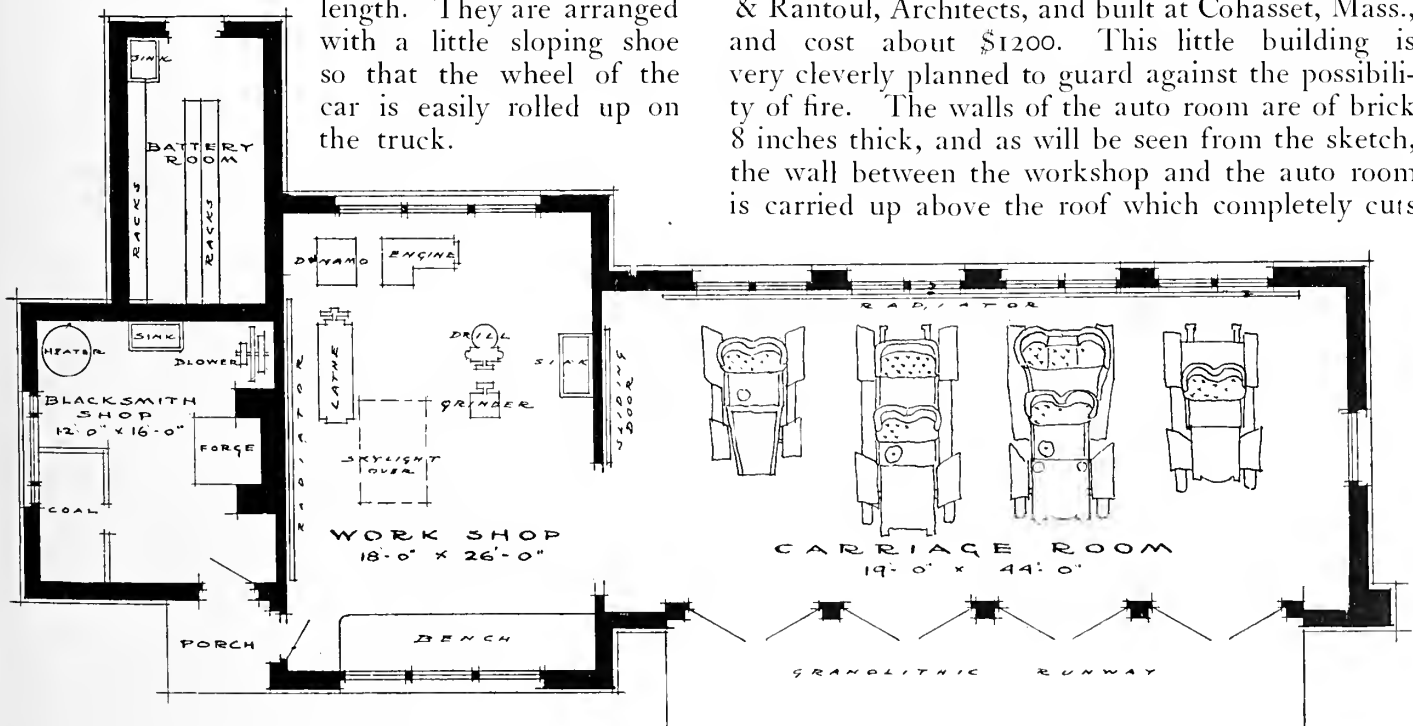 length. They are arranged
with a little sloping shoe
so that the wheel of the
car is easily rolled up on
the truck.
& Rantoul, Architects, and built at Cohasset, Mass.,
and cost about $1200. This little building is
very cleverly planned to guard against the possibili-
ty of fire. The walls of the auto room are of brick
8 inches thick, and as will be seen from the sketch,
the wall between the workshop and the auto room
is carried up above the roof which completely cuts
SINK
BATTERY
ROOM
SHVARS
RACKS
HEATER
SINK
BLOWER
BLACKSMITH
SHOP
12'-0" x 16'-0"
FORGE
COAL
PORCH
DYNAMO
ENGINE
RADIATOR
LATHE
DRILL
GRINDER
SINK
SLIDING
DOOR
SKYLIGHT
OVER
WORK SHOP
18'-0" x 26'-0"
BENCH
RADIATOR
CARRIAGE ROOM
19'-0" x 44'-0"
GRANOLITHIC RUNWAY